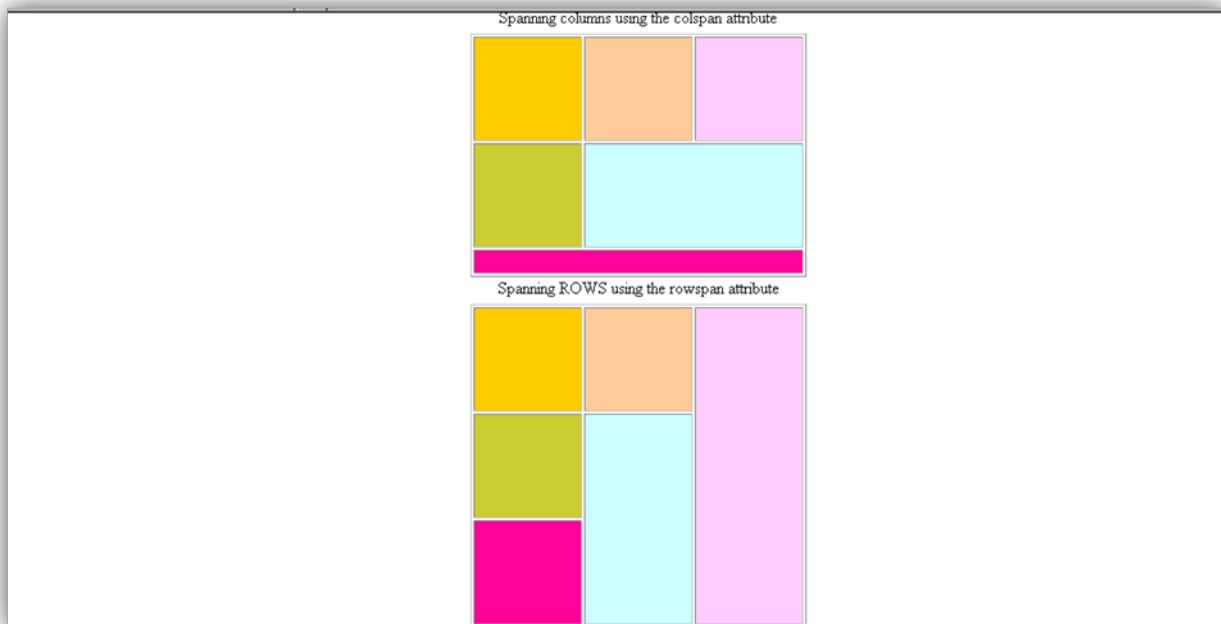 Spanning columns using the colspan attribute
Spanning ROWS using the rowspan attribute